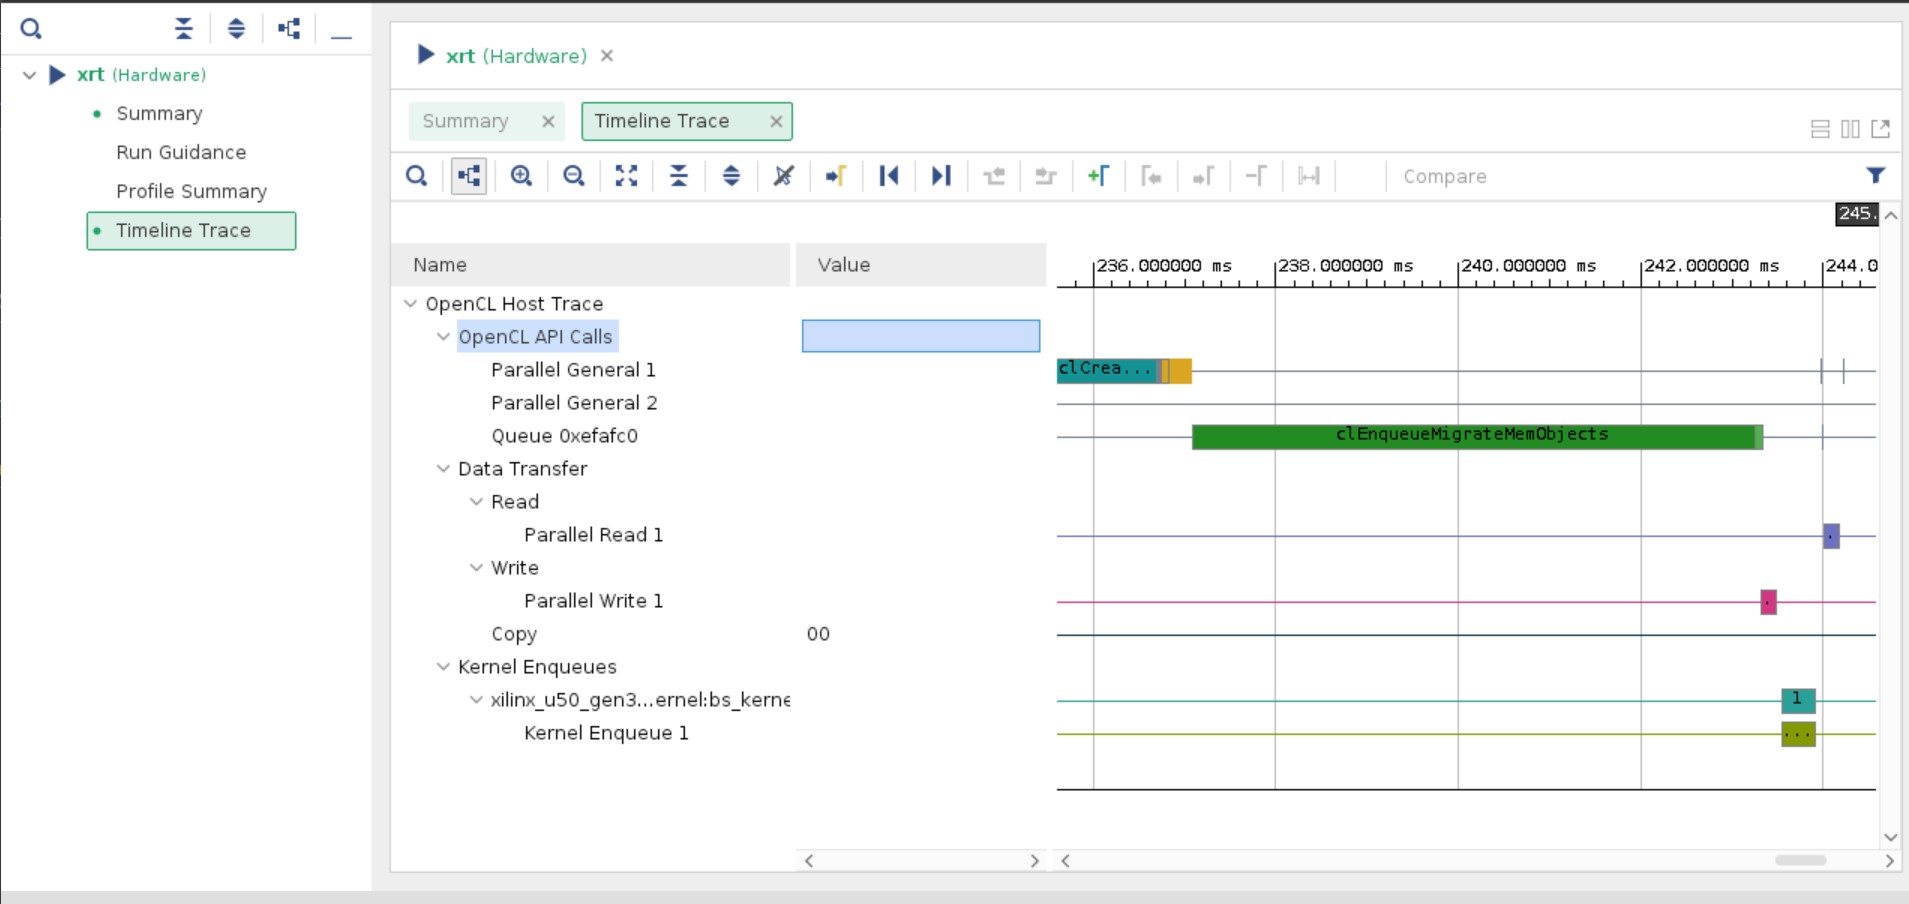 xrt (Hardware)
Summary
Run Guidance
Profile Summary
Timeline Trace
xrt (Hardware)
Summary
Timeline Trace
Compare
245.
Name
Value
236.000000 ms
238.000000 ms
240.000000 ms
242.000000 ms
244.0
OpenCL Host Trace
OpenCL API Calls
Parallel General 1
clCrea...
Parallel General 2
Queue 0xefafc0
clEnqueueMigrateMemObjects
Data Transfer
Read
Parallel Read 1
Write
Parallel Write 1
Copy
00
Kernel Enqueues
xilinx_u50_gen3...ernel:bs_kerne
1
Kernel Enqueue 1
...